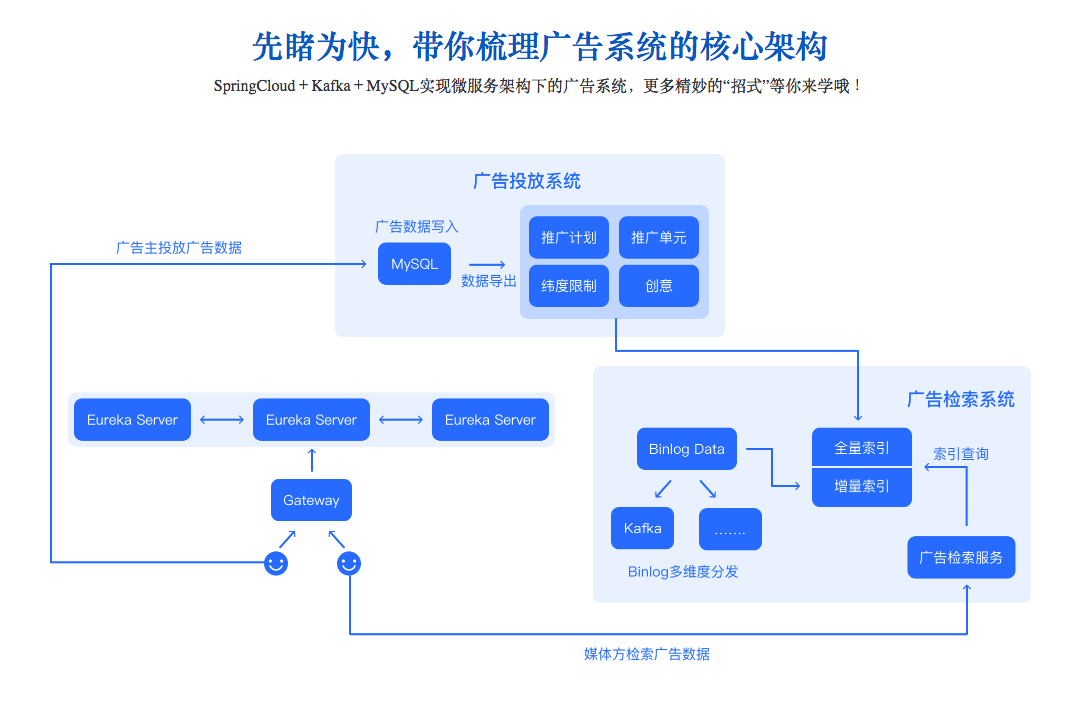 先睹为快，带你梳理广告系统的核心架构
SpringCloud＋Kafka＋MySQL实现微服务架构下的广告系统，更多精妙的“招式”等你来学哦！
广告投放系统
广告数据写入
推广计划
推广单元
广告主投放广告数据
MySQL
数据导出
纬度限制
创意
广告检索系统
Eureka Server
Eureka Server
Eureka Server
Binlog Data
全量索引
索引查询
增量索引
Gateway
Kafka
.......
广告检索服务
Binlog多维度分发
媒体方检索广告数据